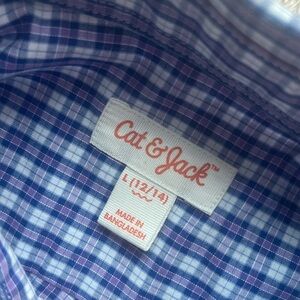 Cat & Jack™
L (12/14)
MADE IN
BANGLADESH